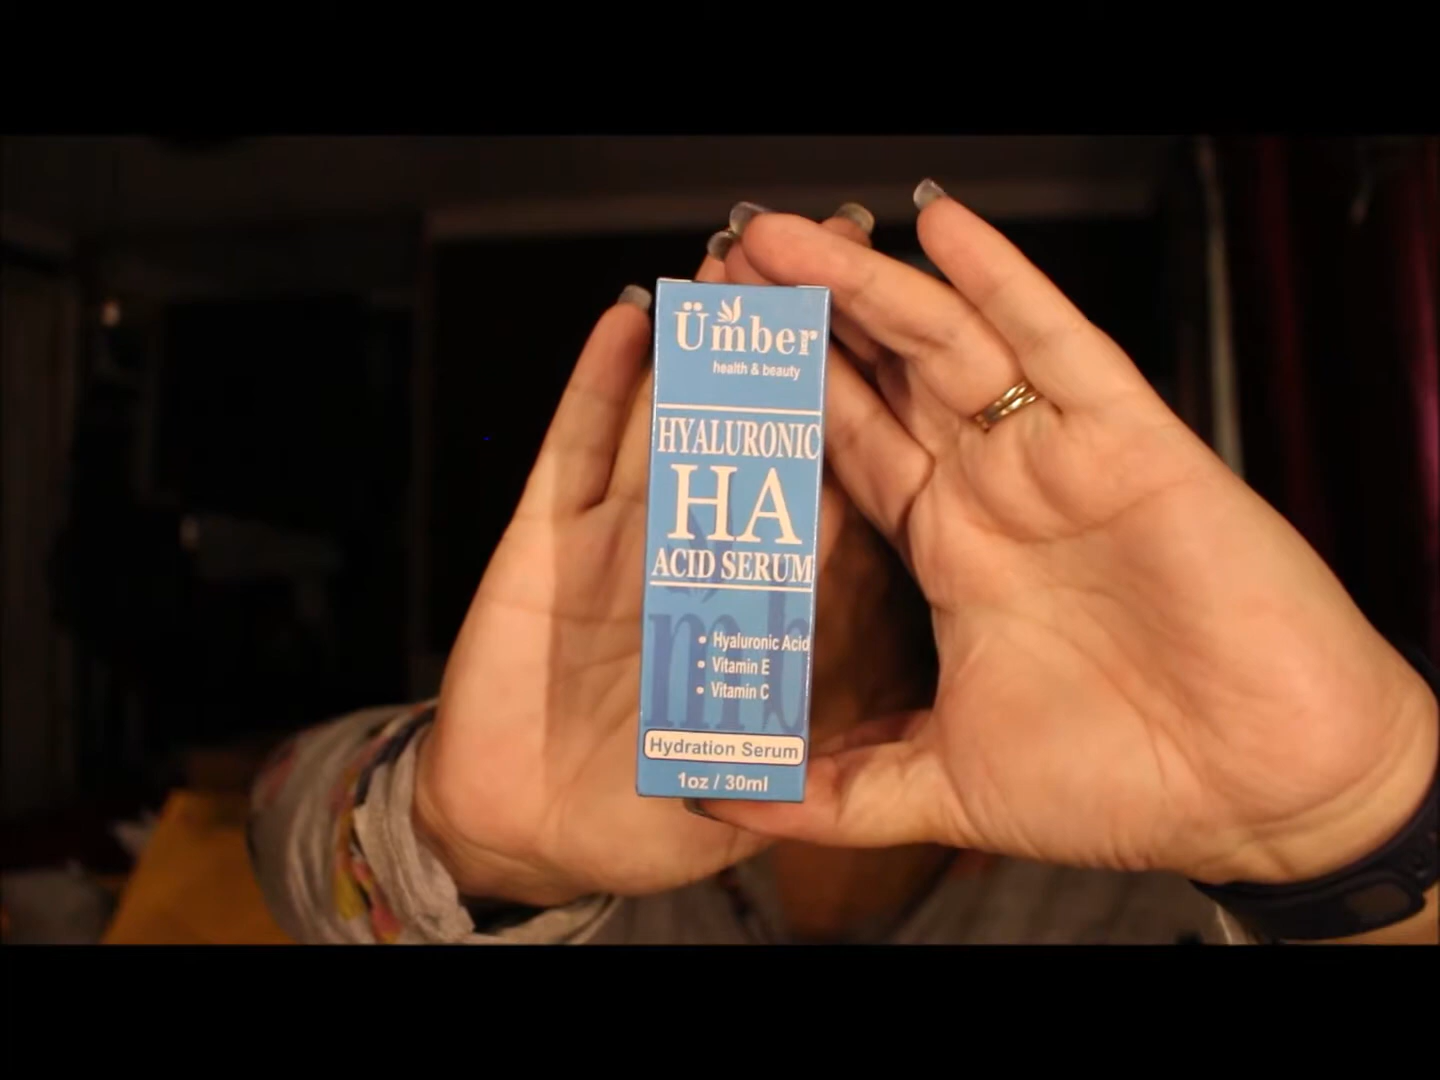 Ümber
health & beauty
HYALURONIC
HA
ACID SERUM
• Hyaluronic Acid
• Vitamin E
• Vitamin C
Hydration Serum
1oz / 30ml